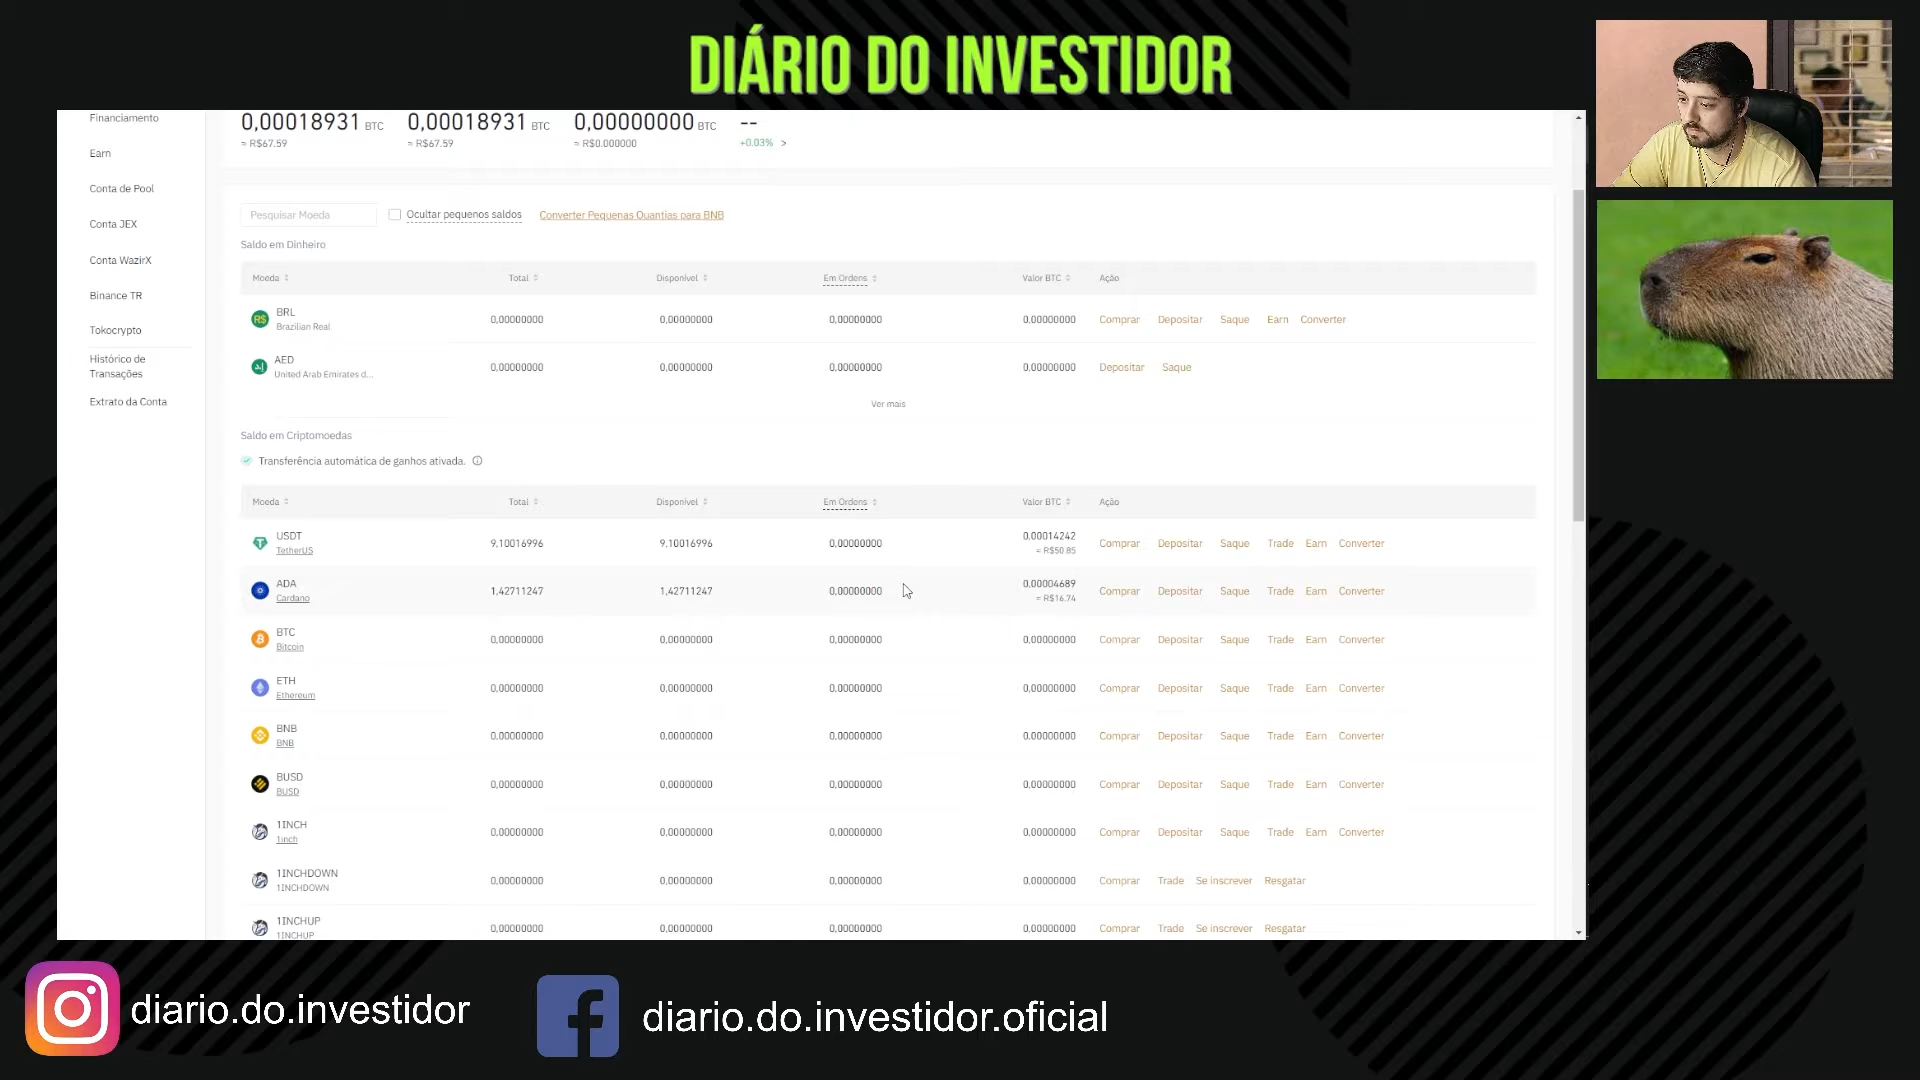 DIÁRIO DO INVESTIDOR
Financiamento
Earn
Conta de Pool
Conta JEX
Conta WazirX
Binance TR
Tokocrypto
Histórico de
Transações
Extrato da Conta
0,00018931 BTC 0,00018931 BTC 0,00000000 BTC --
≈ R$67.59 ≈ R$67.59 ≈ R$0.000000 +0.03% >
Pesquisar Moeda Ocultar pequenos saldos Converter Pequenas Quantias para BNB
Saldo em Dinheiro
Moeda Total Disponível Em Ordens Valor BTC Ação
R$ BRL 0,00000000 0,00000000 0,00000000 0.00000000 Comprar Depositar Saque Earn Converter
Brazilian Real
AED 0,00000000 0,00000000 0,00000000 0.00000000 Depositar Saque
United Arab Emirates d...
Ver mais
Saldo em Criptomoedas
Transferência automática de ganhos ativada.
Moeda Total Disponível Em Ordens Valor BTC Ação
USDT 9,10016996 9,10016996 0,00000000 0.00014242 Comprar Depositar Saque Trade Earn Converter
TetherUS ≈ R$50.85
ADA 1,42711247 1,42711247 0,00000000 0,00004689 Comprar Depositar Saque Trade Earn Converter
Cardano ≈ R$16.74
BTC 0,00000000 0,00000000 0,00000000 0.00000000 Comprar Depositar Saque Trade Earn Converter
Bitcoin
ETH 0,00000000 0,00000000 0,00000000 0.00000000 Comprar Depositar Saque Trade Earn Converter
Ethereum
BNB 0,00000000 0,00000000 0,00000000 0.00000000 Comprar Depositar Saque Trade Earn Converter
BNB
BUSD 0,00000000 0,00000000 0,00000000 0.00000000 Comprar Depositar Saque Trade Earn Converter
BUSD
1INCH 0,00000000 0,00000000 0,00000000 0.00000000 Comprar Depositar Saque Trade Earn Converter
1inch
1INCHDOWN 0,00000000 0,00000000 0,00000000 0.00000000 Comprar Trade Se inscrever Resgatar
1INCHDOWN
1INCHUP 0,00000000 0,00000000 0,00000000 0.00000000 Comprar Trade Se inscrever Resgatar
1INCHUP
diario.do.investidor
diario.do.investidor.oficial